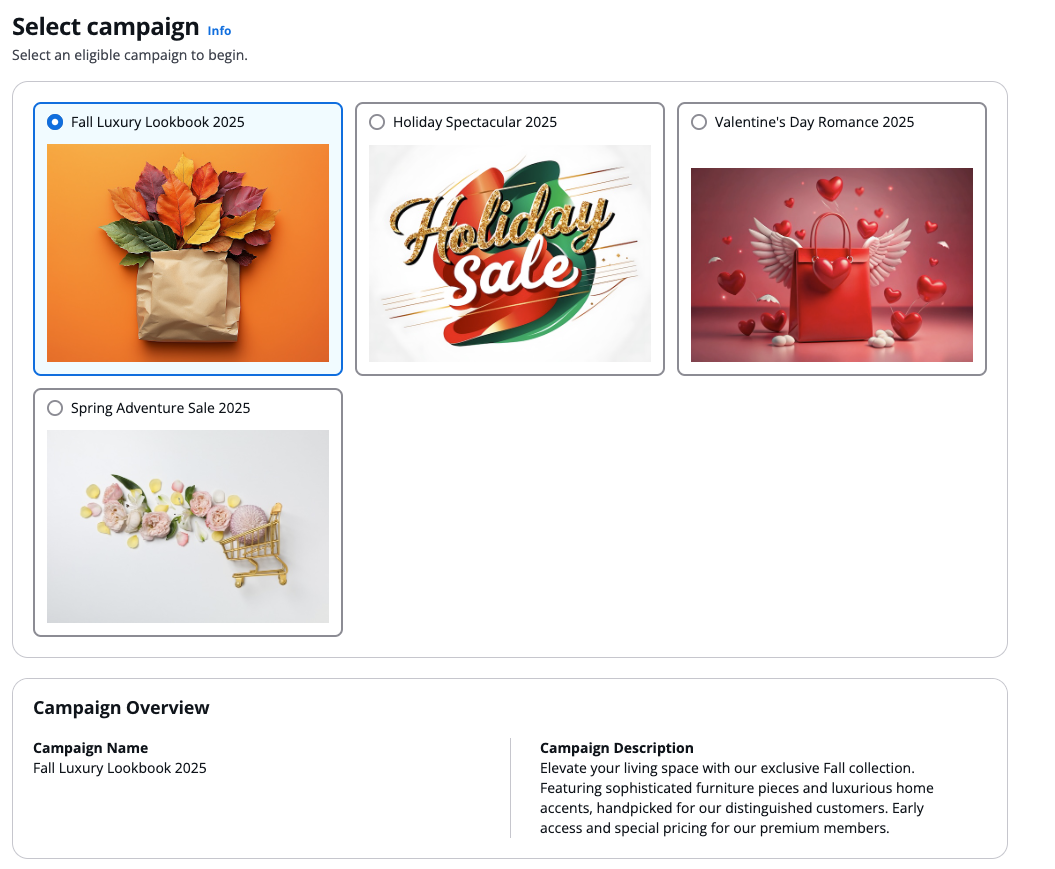 Select campaign Info
Select an eligible campaign to begin.
Fall Luxury Lookbook 2025
Holiday Spectacular 2025
Valentine's Day Romance 2025
Holiday
Sale
Spring Adventure Sale 2025
Campaign Overview
Campaign Name
Fall Luxury Lookbook 2025
Campaign Description
Elevate your living space with our exclusive Fall collection.
Featuring sophisticated furniture pieces and luxurious home
accents, handpicked for our distinguished customers. Early
access and special pricing for our premium members.